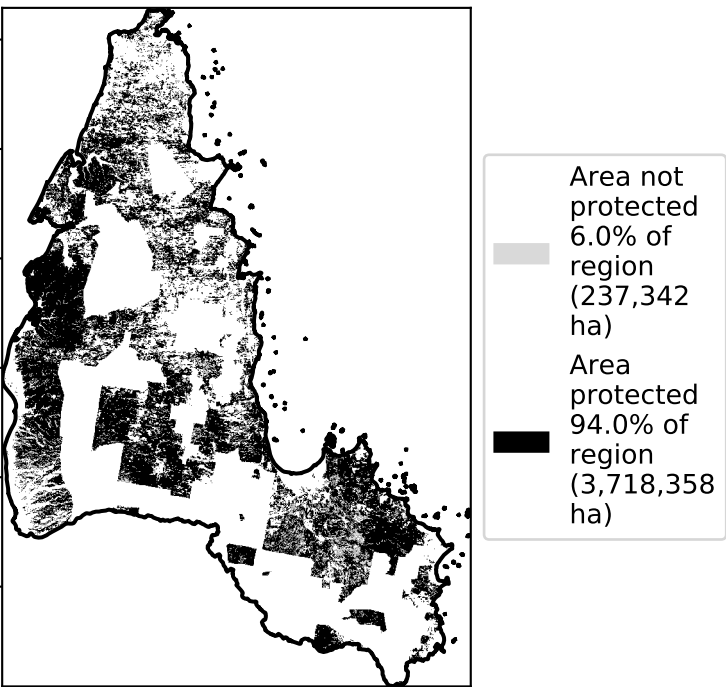 Area not
protected
6.0% of
region
(237,342
ha)
Area
protected
94.0% of
region
(3,718,358
ha)